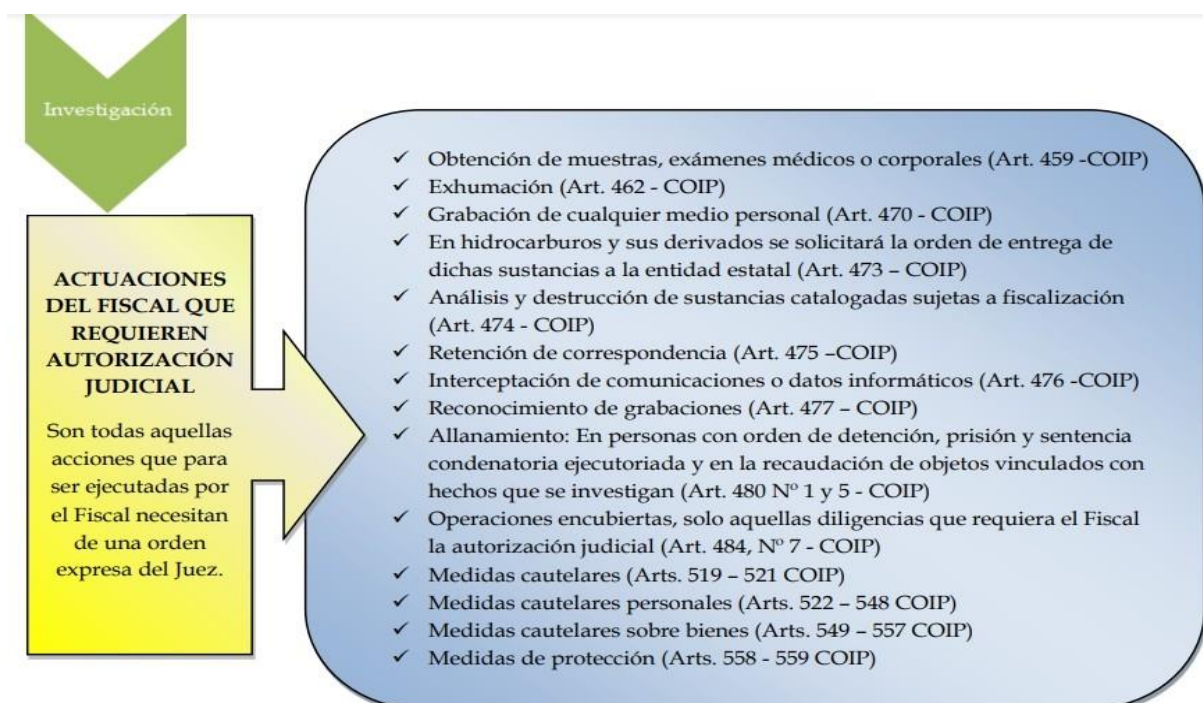 Investigación
ACTUACIONES
DEL FISCAL QUE
REQUIEREN
AUTORIZACIÓN
JUDICIAL
Son todas aquellas
acciones que para
ser ejecutadas por
el Fiscal necesitan
de una orden
expresa del Juez.
✓ Obtención de muestras, exámenes médicos o corporales (Art. 459 -COIP)
✓ Exhumación (Art. 462 - COIP)
✓ Grabación de cualquier medio personal (Art. 470 - COIP)
✓ En hidrocarburos y sus derivados se solicitará la orden de entrega de
dichas sustancias a la entidad estatal (Art. 473 – COIP)
✓ Análisis y destrucción de sustancias catalogadas sujetas a fiscalización
(Art. 474 - COIP)
✓ Retención de correspondencia (Art. 475 –COIP)
✓ Interceptación de comunicaciones o datos informáticos (Art. 476 -COIP)
✓ Reconocimiento de grabaciones (Art. 477 – COIP)
✓ Allanamiento: En personas con orden de detención, prisión y sentencia
condenatoria ejecutoriada y en la recaudación de objetos vinculados con
hechos que se investigan (Art. 480 Nº 1 y 5 - COIP)
✓ Operaciones encubiertas, solo aquellas diligencias que requiera el Fiscal
la autorización judicial (Art. 484, Nº 7 - COIP)
✓ Medidas cautelares (Arts. 519 – 521 COIP)
✓ Medidas cautelares personales (Arts. 522 – 548 COIP)
✓ Medidas cautelares sobre bienes (Arts. 549 – 557 COIP)
✓ Medidas de protección (Arts. 558 - 559 COIP)